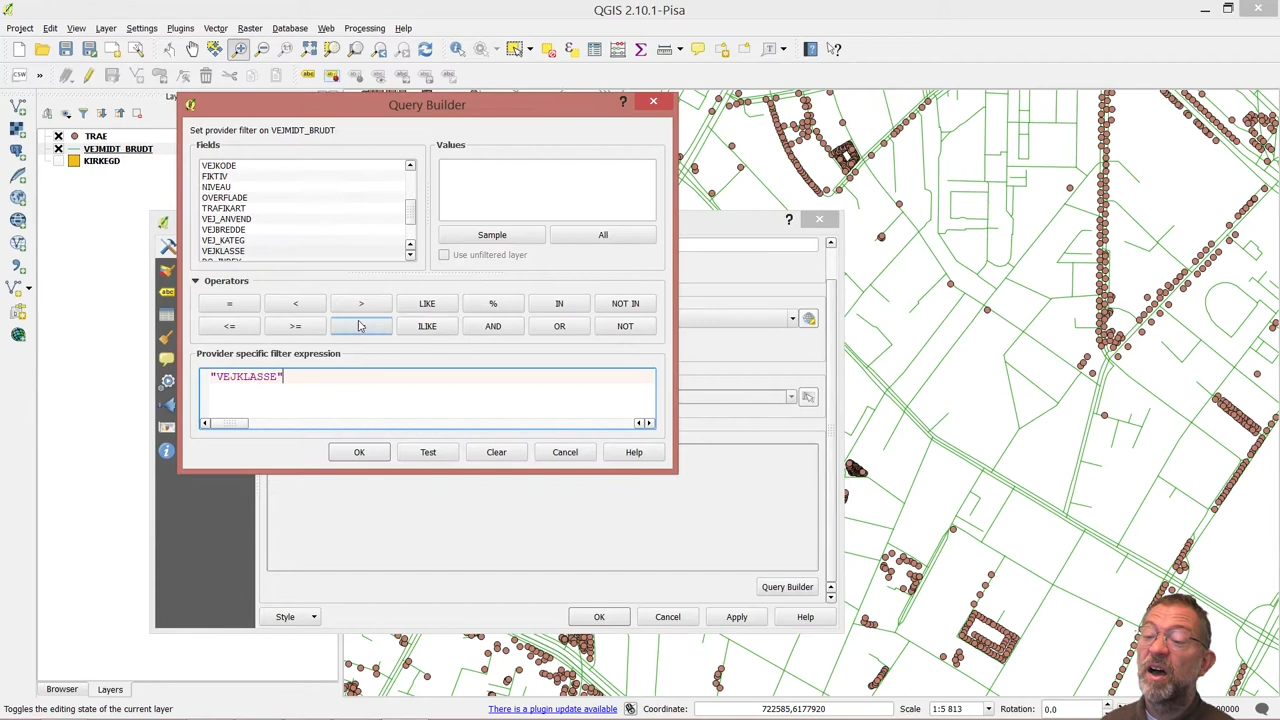 QGIS 2.10.1-Pisa
Project Edit View Layer Settings Plugins Vector Raster Database Web Processing Help
CSW
Query Builder
Set provider filter on VEJMIDT_BRUDT
Fields
VEJKODE
FIKTIV
NIVEAU
OVERFLADE
TRAFIKART
VEJ_ANVEND
VEJBREDDE
VEJ_KATEG
VEJKLASSE
Values
Sample All
Use unfiltered layer
Operators
= < > LIKE % IN NOT IN
<= >= ILIKE AND OR NOT
Provider specific filter expression
"VEJKLASSE"
OK Test Clear Cancel Help
TRAE
VEJMIDT_BRUDT
KIRKEGD
Query Builder
Style OK Cancel Apply Help
Browser Layers
Toggles the editing state of the current layer There is a plugin update available Coordinate: 722585,6177920 Scale 1:5 813 Rotation: 0.0